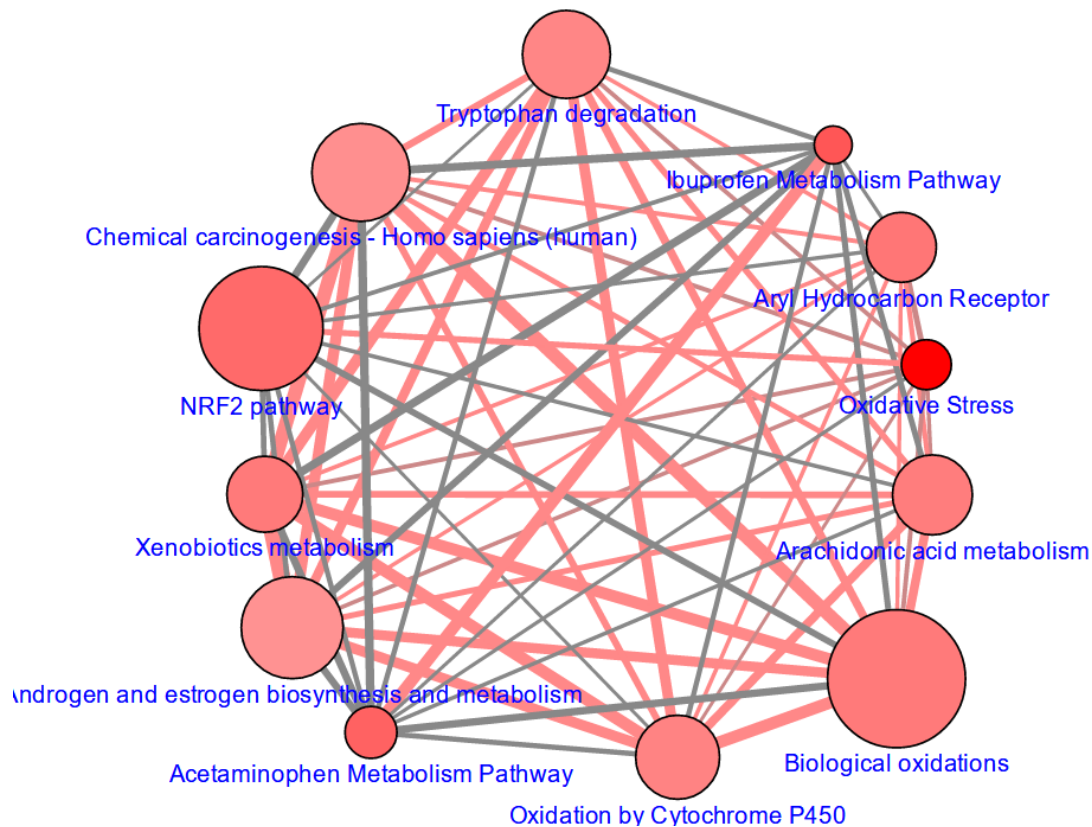 Tryptophan degradation
Ibuprofen Metabolism Pathway
Chemical carcinogenesis - Homo sapiens (human)
Aryl Hydrocarbon Receptor
NRF2 pathway
Oxidative Stress
Xenobiotics metabolism
Arachidonic acid metabolism
Androgen and estrogen biosynthesis and metabolism
Biological oxidations
Acetaminophen Metabolism Pathway
Oxidation by Cytochrome P450